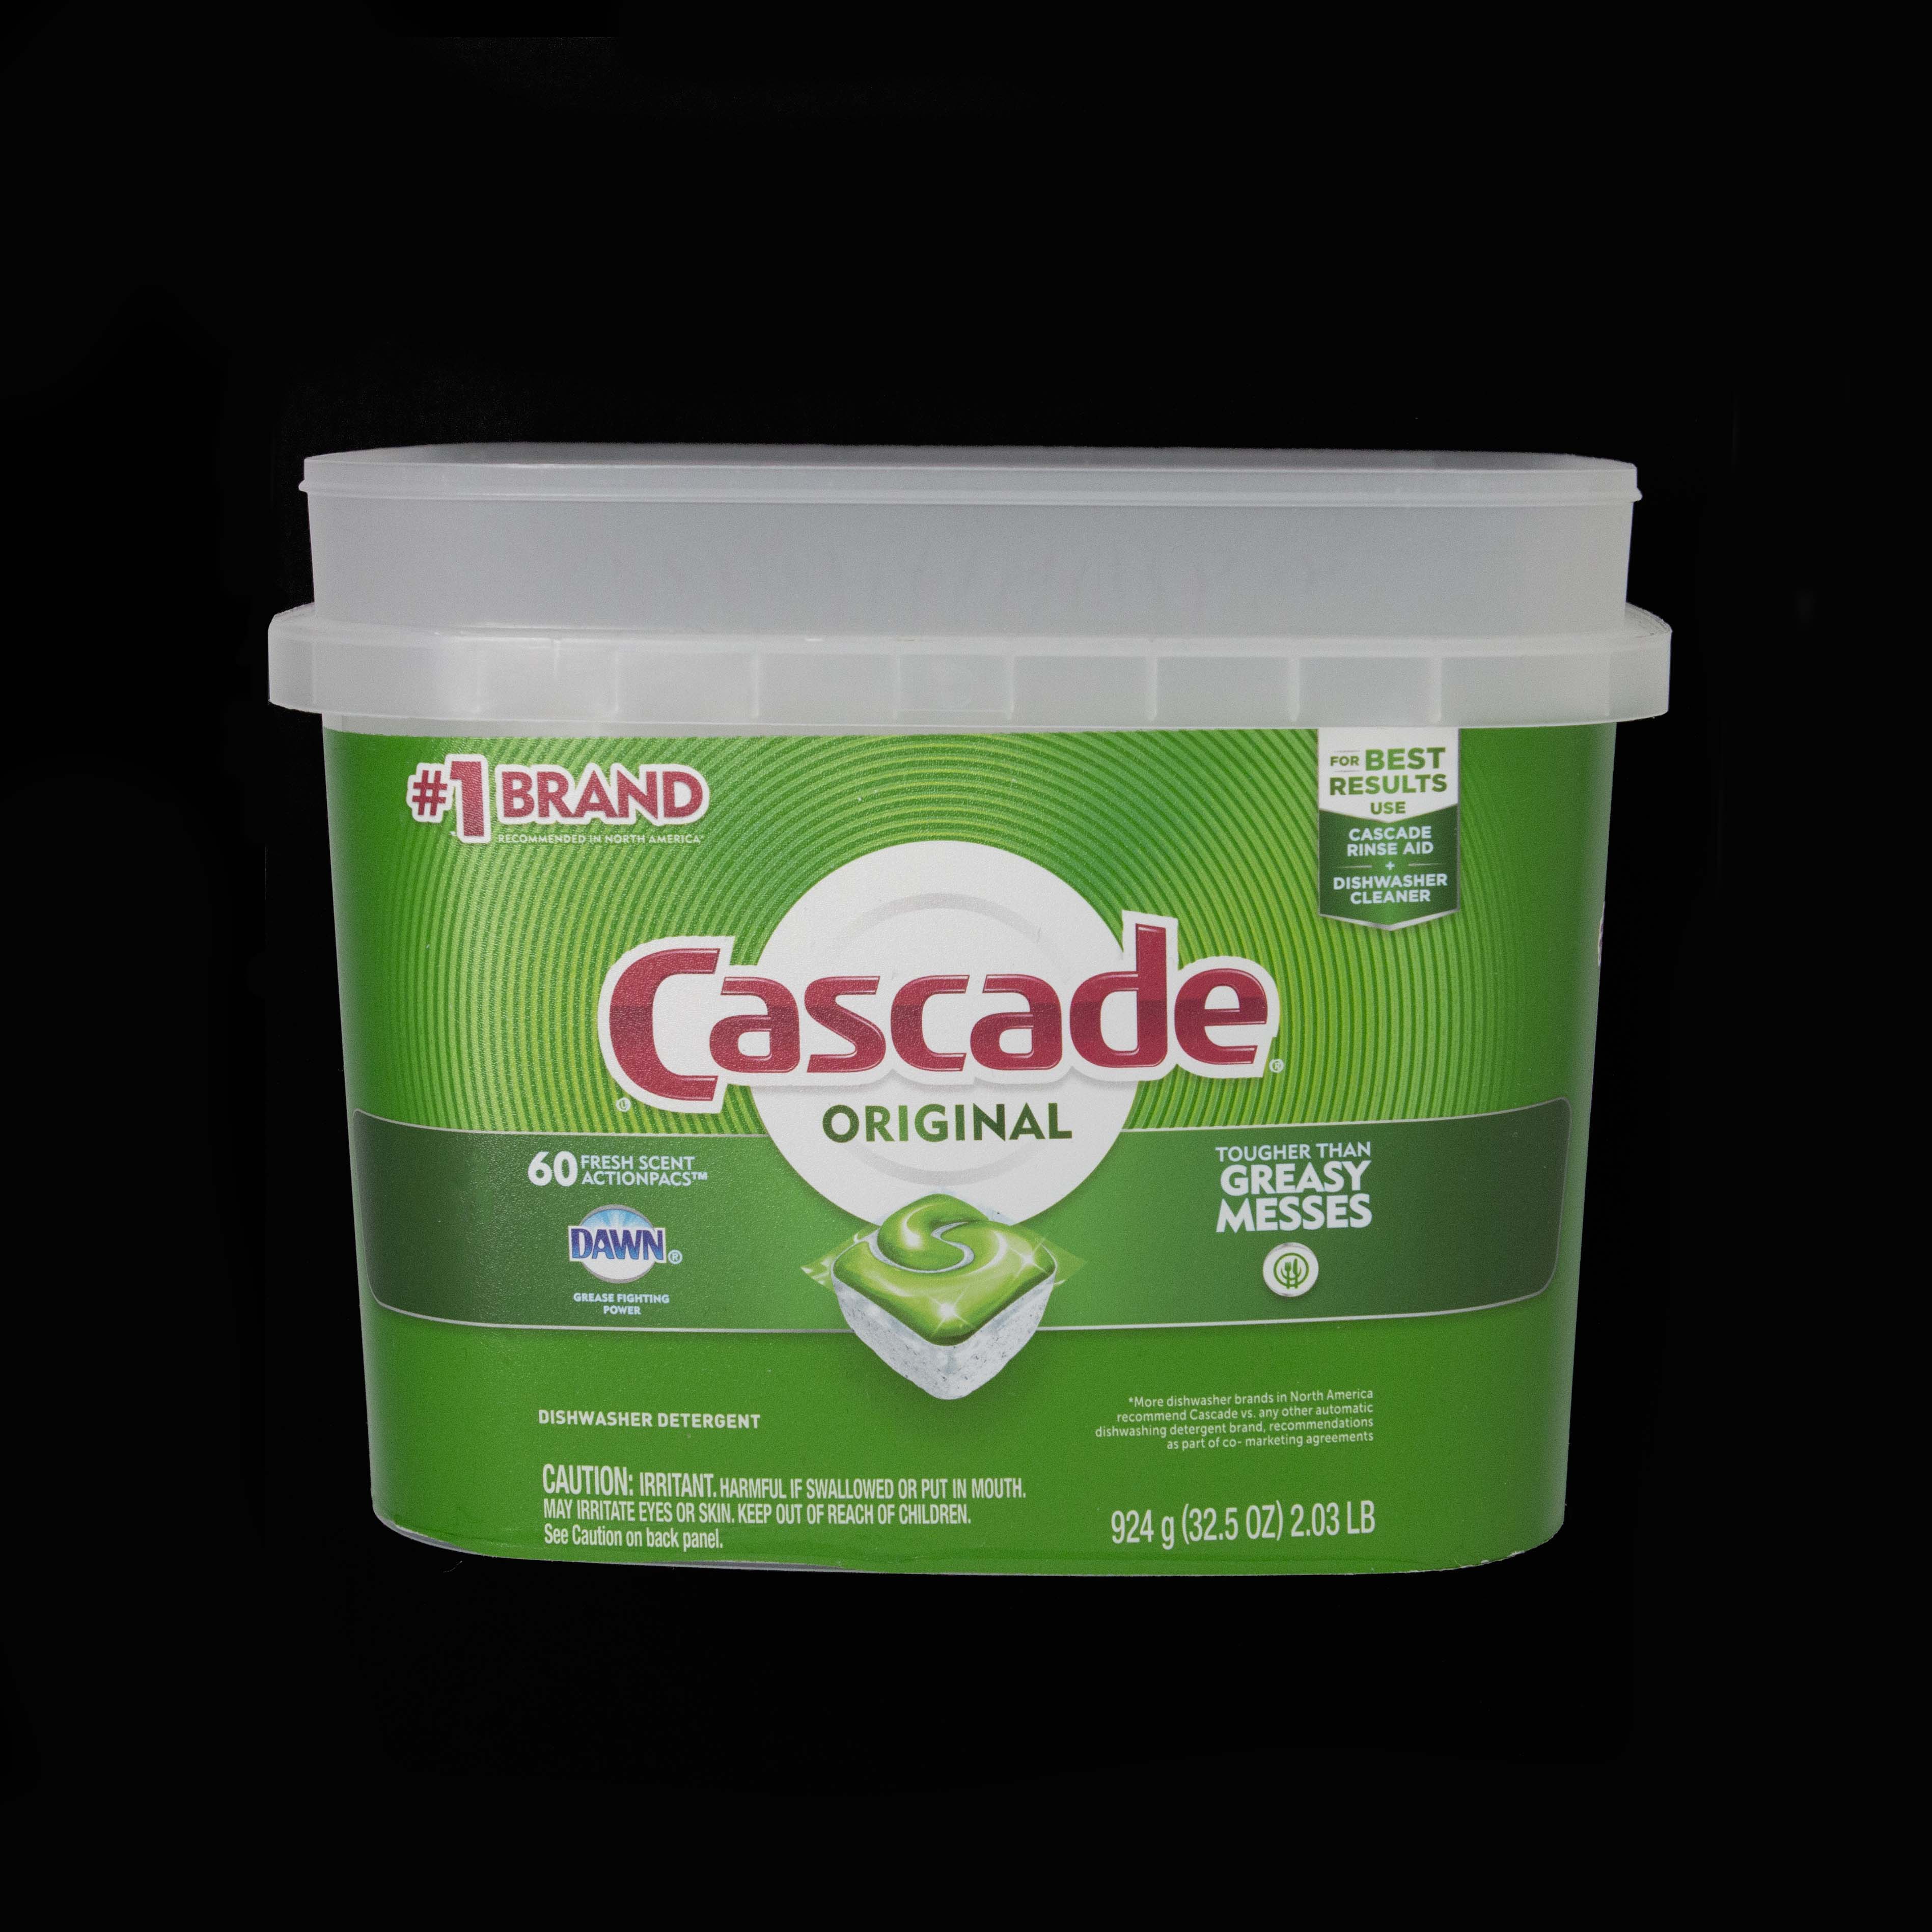 #1 BRAND
RECOMMENDED IN NORTH AMERICA*
FOR BEST
RESULTS
USE
CASCADE
RINSE AID
+
DISHWASHER
CLEANER
Cascade®
ORIGINAL
60 FRESH SCENT
ACTIONPACS™
DAWN®
GREASE FIGHTING
POWER
TOUGHER THAN
GREASY
MESSES
DISHWASHER DETERGENT
*More dishwasher brands in North America
recommend Cascade vs. any other automatic
dishwashing detergent brand, recommendations
as part of co- marketing agreements
CAUTION: IRRITANT. HARMFUL IF SWALLOWED OR PUT IN MOUTH.
MAY IRRITATE EYES OR SKIN. KEEP OUT OF REACH OF CHILDREN.
See Caution on back panel.
924 g (32.5 OZ) 2.03 LB